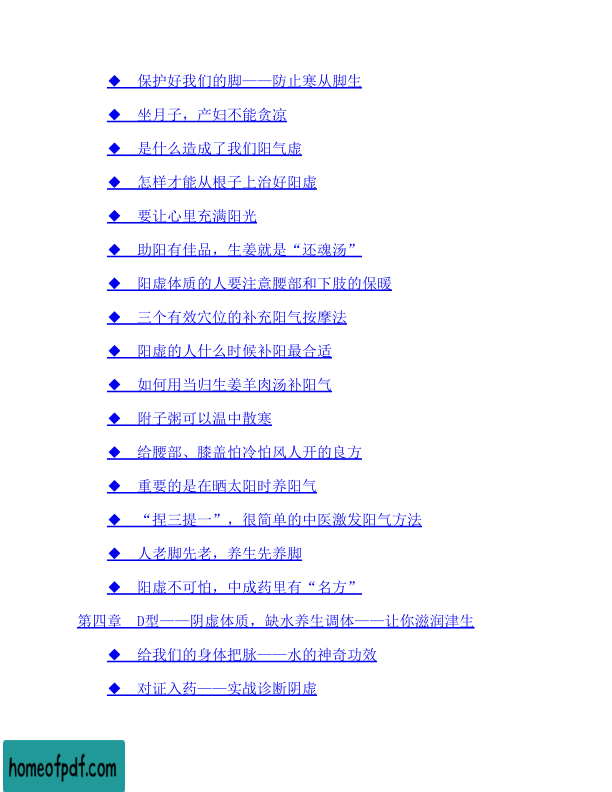 ◆ 保护好我们的脚——防止寒从脚生
◆ 坐月子，产妇不能贪凉
◆ 是什么造成了我们阳气虚
◆ 怎样才能从根子上治好阳虚
◆ 要让心里充满阳光
◆ 助阳有佳品，生姜就是“还魂汤”
◆ 阳虚体质的人要注意腰部和下肢的保暖
◆ 三个有效穴位的补充阳气按摩法
◆ 阳虚的人什么时候补阳最合适
◆ 如何用当归生姜羊肉汤补阳气
◆ 附子粥可以温中散寒
◆ 给腰部、膝盖怕冷怕风人开的良方
◆ 重要的是在晒太阳时养阳气
◆ “捏三提一”，很简单的中医激发阳气方法
◆ 人老脚先老，养生先养脚
◆ 阳虚不可怕，中成药里有“名方”
第四章 D型——阴虚体质，缺水养生调体——让你滋润津生
◆ 给我们的身体把脉——水的神奇功效
◆ 对证入药——实战诊断阴虚
homeofpdf.com